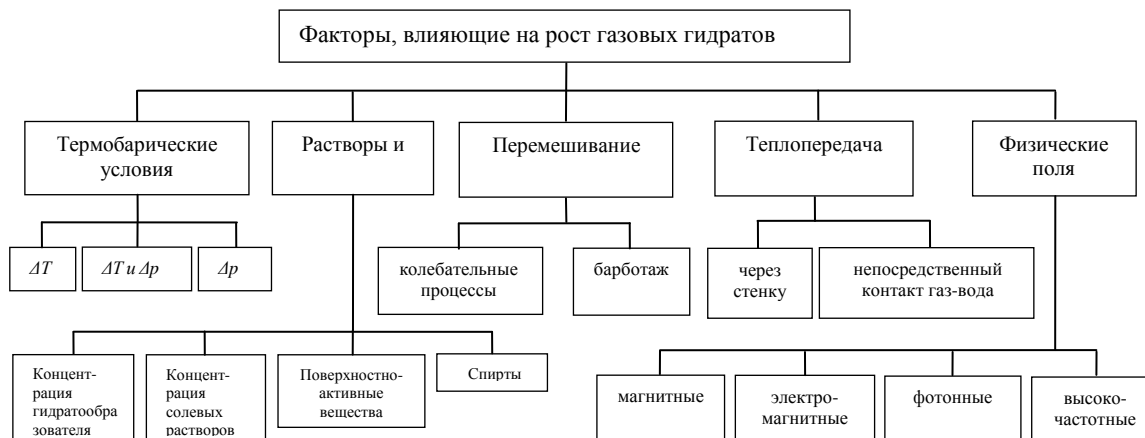 Факторы, влияющие на рост газовых гидратов
Термобарические
условия
Растворы и
Перемешивание
Теплопередача
Физические
поля
ΔT
ΔT и Δp
Δp
колебательные
процессы
барботаж
через
стенку
непосредственный
контакт газ-вода
Концент-
рация
гидратообра
зователя
Концент-
рация
солевых
растворов
Поверхностно-
активные
вещества
Спирты
магнитные
электро-
магнитные
фотонные
высоко-
частотные